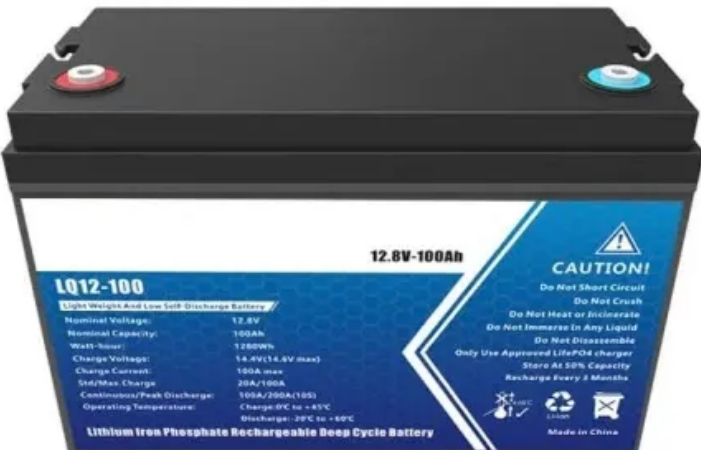 12.8V-100Ah
LQ12-100
Light Weight And Low Self-Discharge Battery
Nominal Voltage: 12.8V
Nominal Capacity: 100Ah
Watt-hour: 1280Wh
Charge Voltage: 14.4V(14.6V max)
Charge Current: 100A max
Std/Max Charge 20A/100A
Continuous/Peak Discharge: 100A/200A(10S)
Operating Temperature: Charge:0℃ to +45℃
Discharge:-20℃ to +60℃
Lithium Iron Phosphate Rechargeable Deep Cycle Battery
CAUTION!
Do Not Short Circuit
Do Not Crush
Do Not Heat or Incinerate
Do Not Immerse In Any Liquid
Do Not Disassemble
Only Use Approved LifePO4 charger
Store At 50% Capacity
Recharge Every 3 Months
Li-ion
Made in China